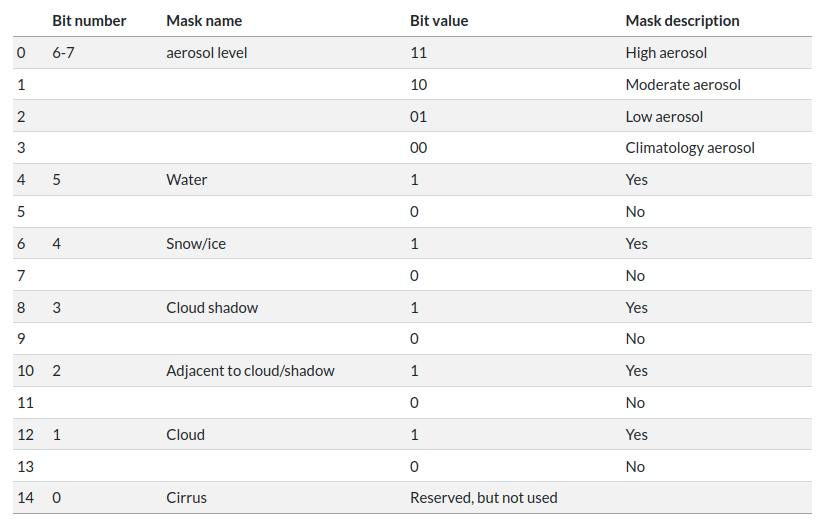 Bit number Mask name Bit value Mask description
0 6-7 aerosol level 11 High aerosol
1 10 Moderate aerosol
2 01 Low aerosol
3 00 Climatology aerosol
4 5 Water 1 Yes
5 0 No
6 4 Snow/ice 1 Yes
7 0 No
8 3 Cloud shadow 1 Yes
9 0 No
10 2 Adjacent to cloud/shadow 1 Yes
11 0 No
12 1 Cloud 1 Yes
13 0 No
14 0 Cirrus Reserved, but not used